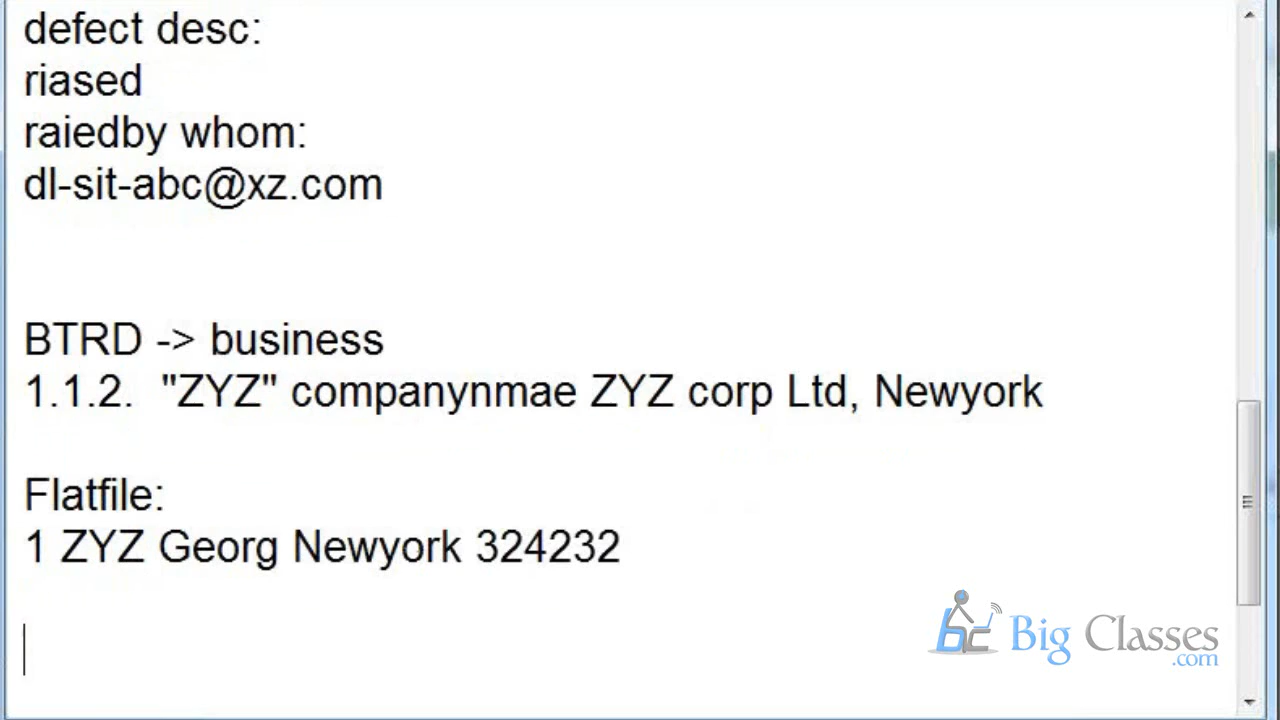 defect desc:
riased
raiedby whom:
dl-sit-abc@xz.com
BTRD -> business
1.1.2.  "ZYZ" companynmae ZYZ corp Ltd, Newyork
Flatfile:
1 ZYZ Georg Newyork 324232
bc Big Classes
.com